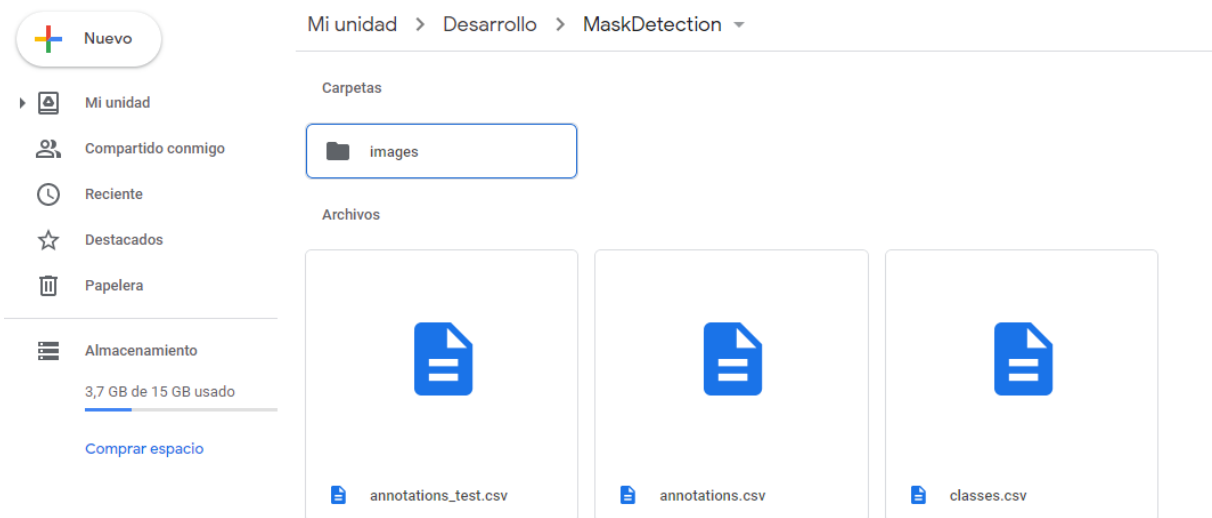 Nuevo
Mi unidad > Desarrollo > MaskDetection
Mi unidad
Compartido conmigo
Reciente
Destacados
Papelera
Almacenamiento
3,7 GB de 15 GB usado
Comprar espacio
Carpetas
images
Archivos
annotations_test.csv
annotations.csv
classes.csv